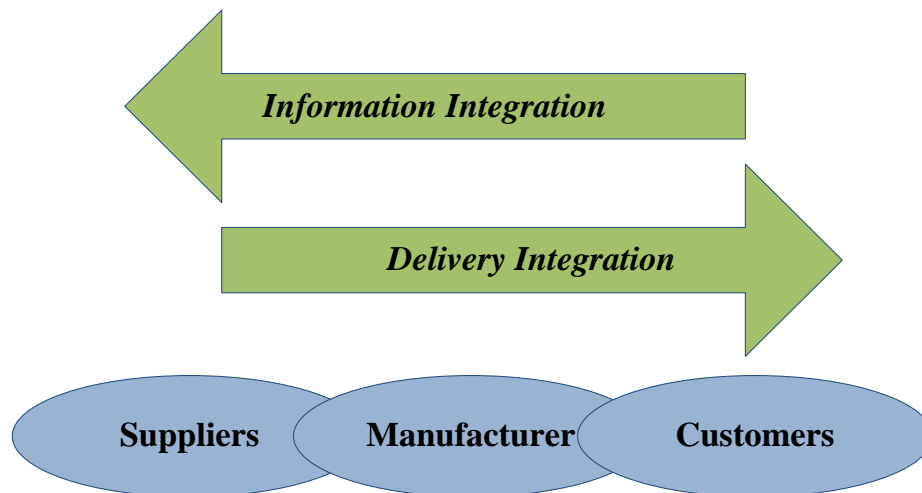 Information Integration
Delivery Integration
Suppliers Manufacturer Customers